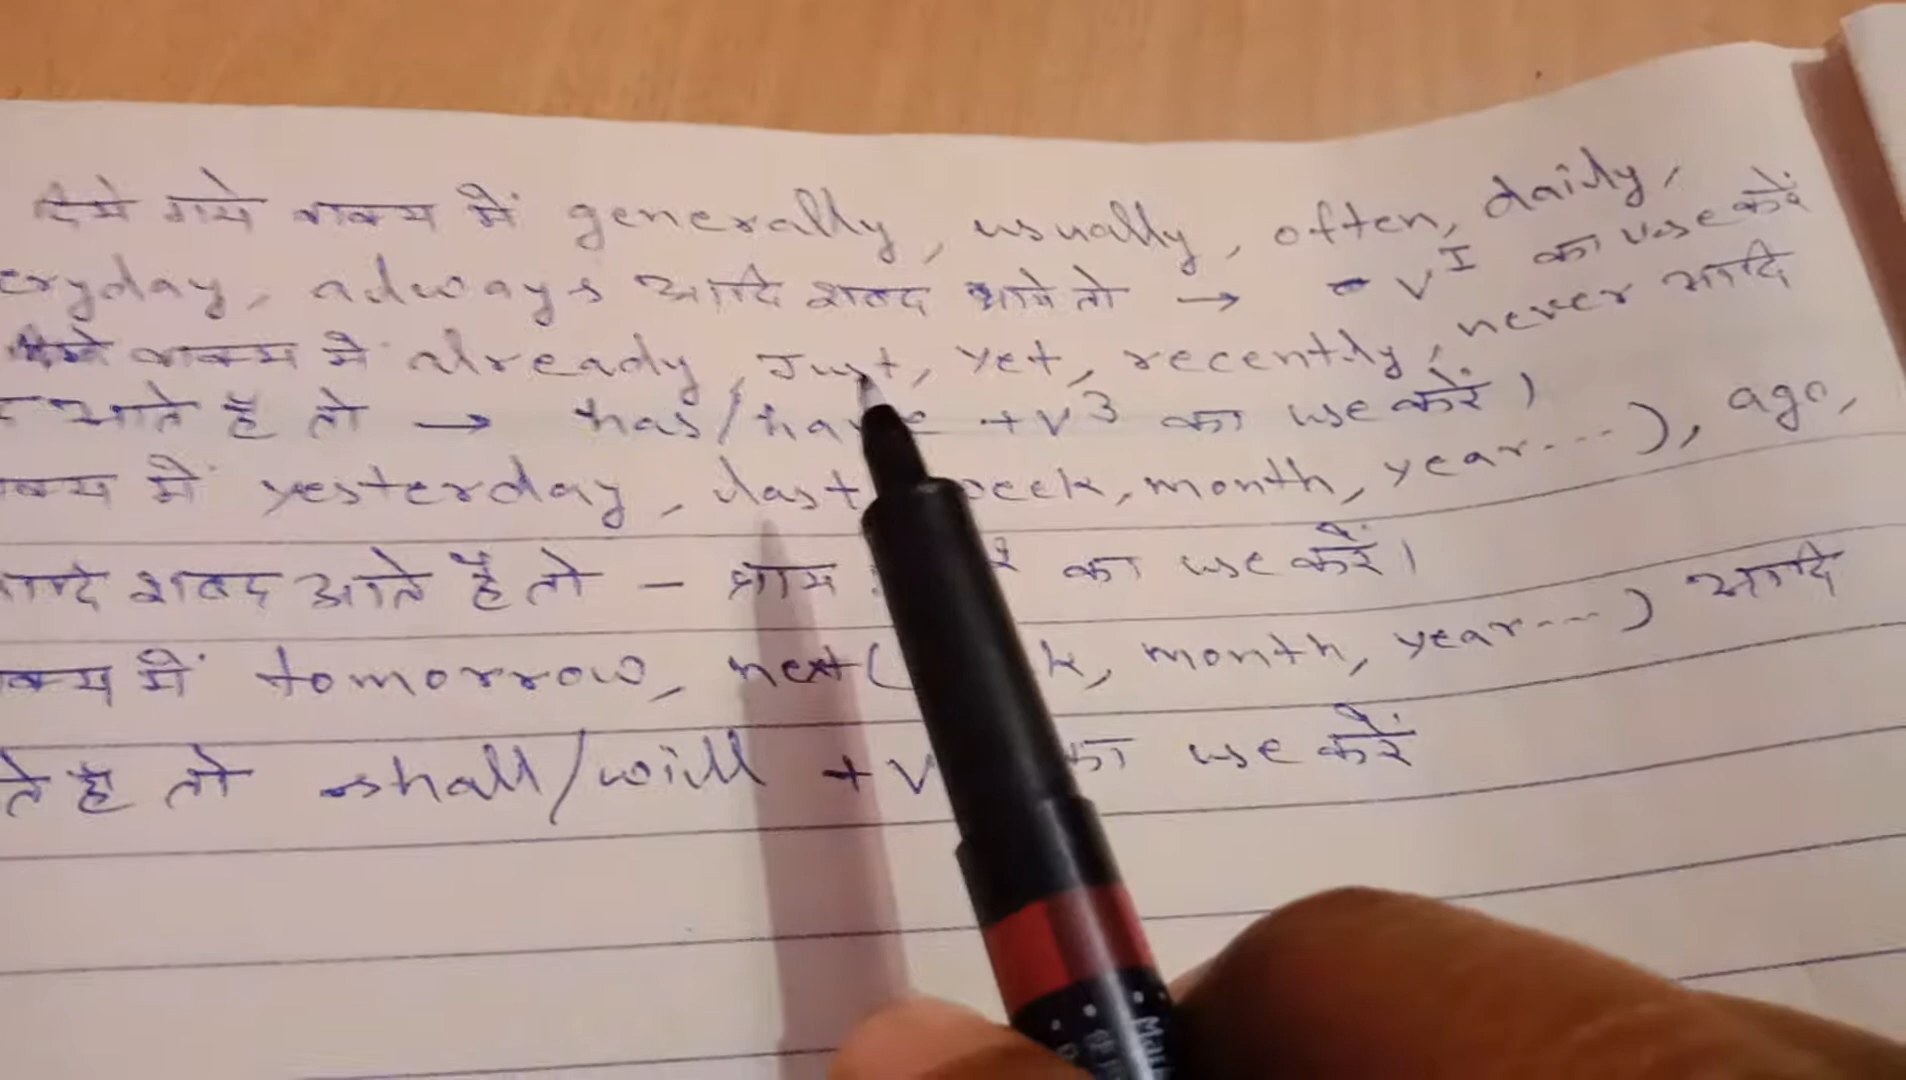 दिये गये वाक्य में generally, usually, often, daily,
eryday, always आदि शब्द आये तो → V I का use करें
वाक्य में already, Just, yet, recently, never आदि
आते हैं तो → has/have +V3 का use करें।
में yesterday, last month, year...), ago,
शब्द आते हैं तो - प्रायः का use करें।
में tomorrow, next( month, year...) आदि
ते हैं तो shall/will +V का use करें